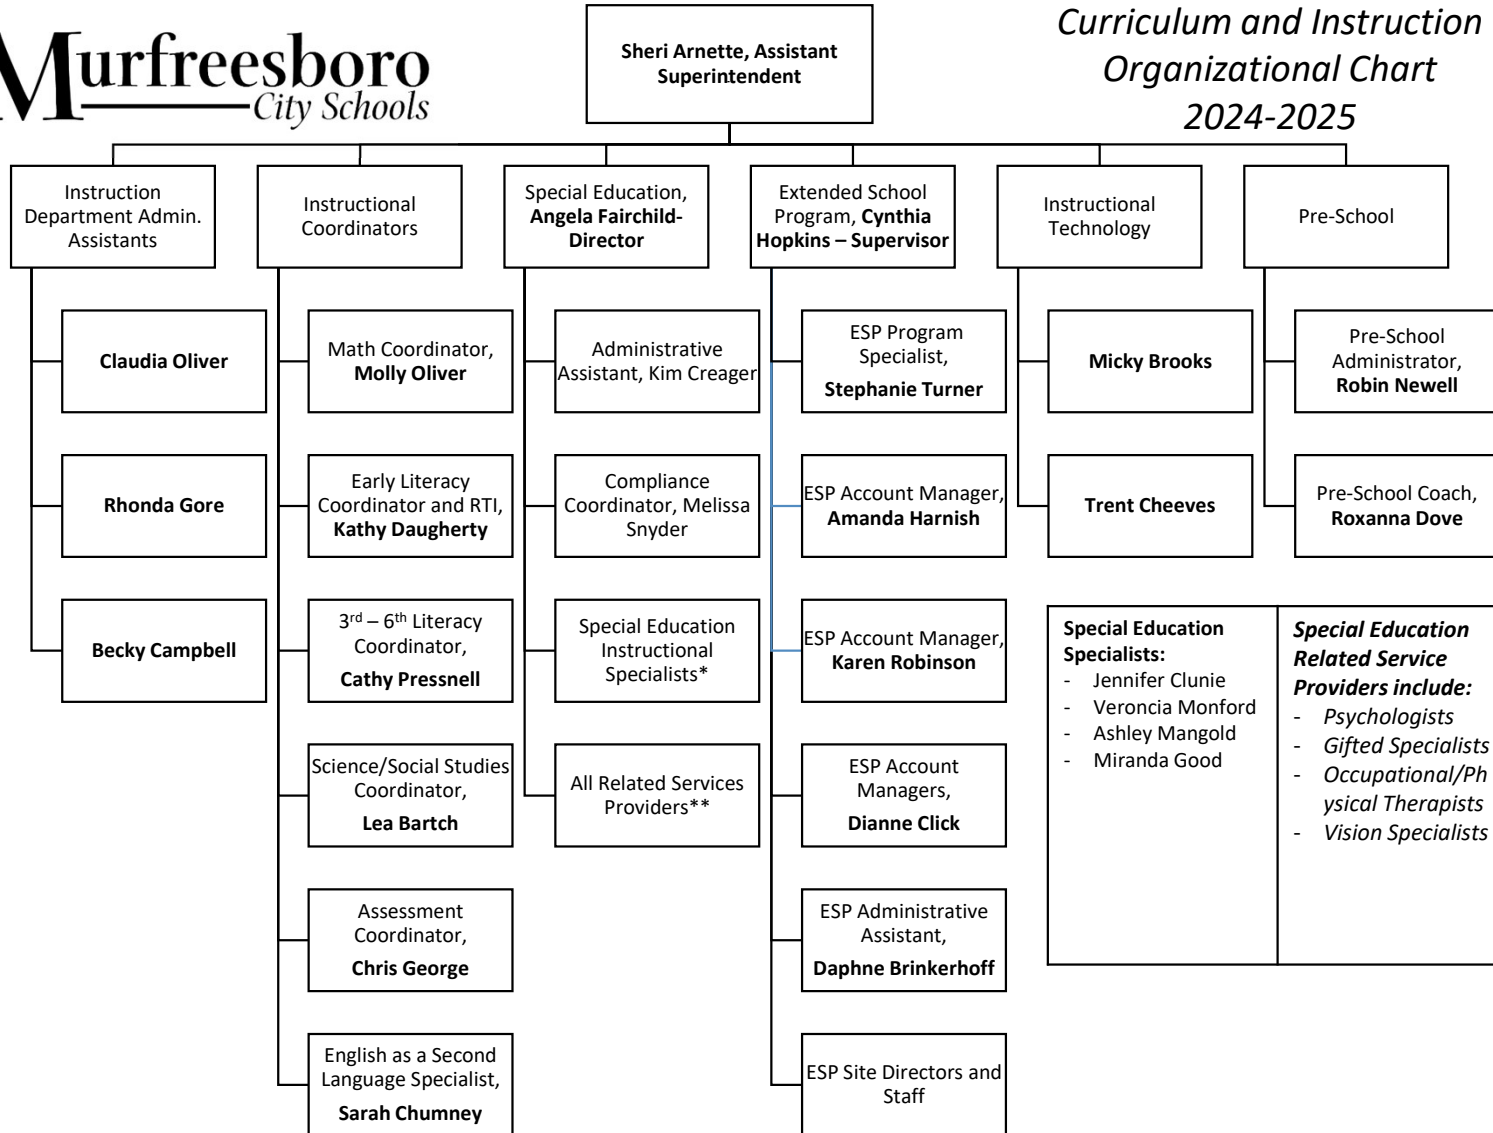 Murfreesboro
City Schools
Sheri Arnette, Assistant
Superintendent
Curriculum and Instruction
Organizational Chart
2024-2025
Instruction
Department Admin.
Assistants
Instructional
Coordinators
Special Education,
Angela Fairchild-
Director
Extended School
Program, Cynthia
Hopkins – Supervisor
Instructional
Technology
Pre-School
Claudia Oliver
Rhonda Gore
Becky Campbell
Math Coordinator,
Molly Oliver
Early Literacy
Coordinator and RTI,
Kathy Daugherty
3rd – 6th Literacy
Coordinator,
Cathy Pressnell
Science/Social Studies
Coordinator,
Lea Bartch
Assessment
Coordinator,
Chris George
English as a Second
Language Specialist,
Sarah Chumney
Administrative
Assistant, Kim Creager
Compliance
Coordinator, Melissa
Snyder
Special Education
Instructional
Specialists*
All Related Services
Providers**
ESP Program
Specialist,
Stephanie Turner
ESP Account Manager,
Amanda Harnish
ESP Account Manager,
Karen Robinson
ESP Account
Managers,
Dianne Click
ESP Administrative
Assistant,
Daphne Brinkerhoff
ESP Site Directors and
Staff
Micky Brooks
Trent Cheeves
Pre-School
Administrator,
Robin Newell
Pre-School Coach,
Roxanna Dove
Special Education
Specialists:
- Jennifer Clunie
- Veroncia Monford
- Ashley Mangold
- Miranda Good
Special Education
Related Service
Providers include:
- Psychologists
- Gifted Specialists
- Occupational/Ph
ysical Therapists
- Vision Specialists